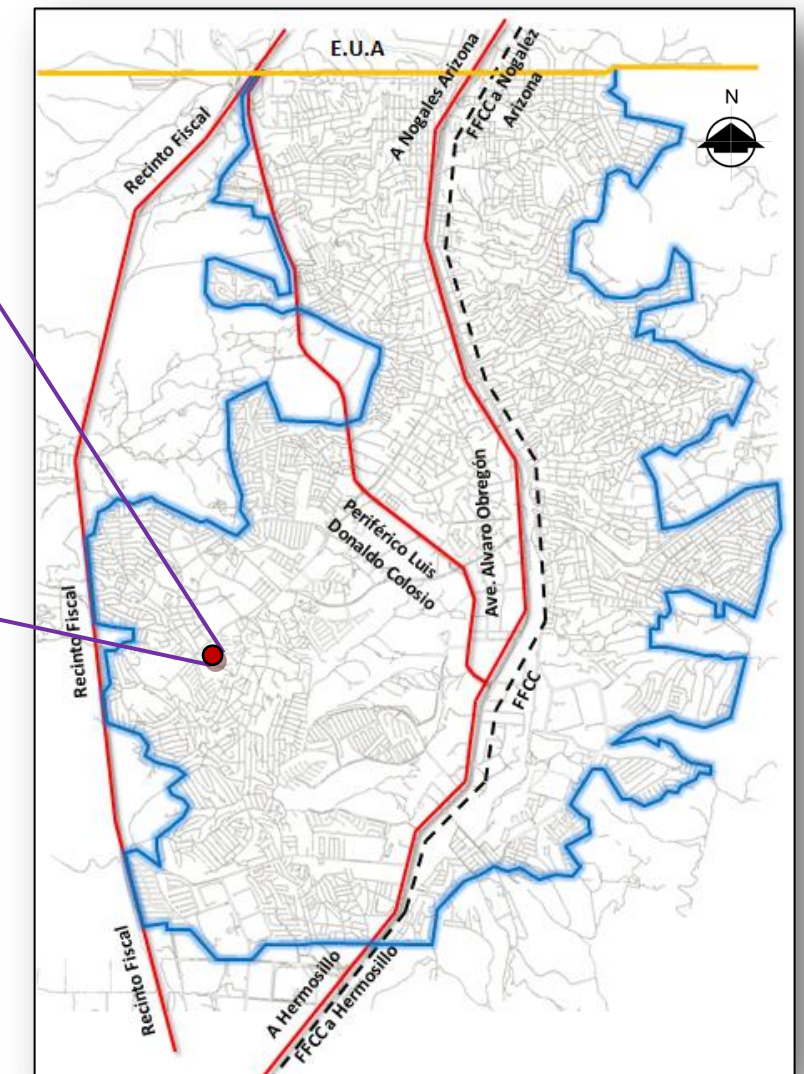 E.U.A
N
A Nogales Arizona
FFCC a Nogalez
Arizona
Recinto Fiscal
Ave. Alvaro Obregón
Periférico Luis
Donaldo Colosio
Recinto Fiscal
FFCC
Recinto Fiscal
A Hermosillo
FFCC a Hermosillo